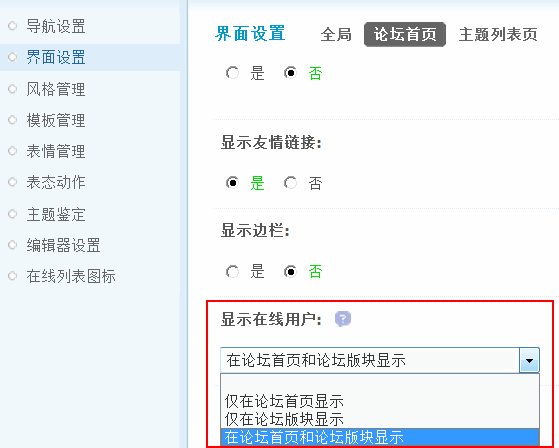 导航设置
界面设置
风格管理
模板管理
表情管理
表态动作
主题鉴定
编辑器设置
在线列表图标
界面设置 全局 论坛首页 主题列表页
是 否
显示友情链接:
是 否
显示边栏:
是 否
显示在线用户: ?
在论坛首页和论坛版块显示
仅在论坛首页显示
仅在论坛版块显示
在论坛首页和论坛版块显示